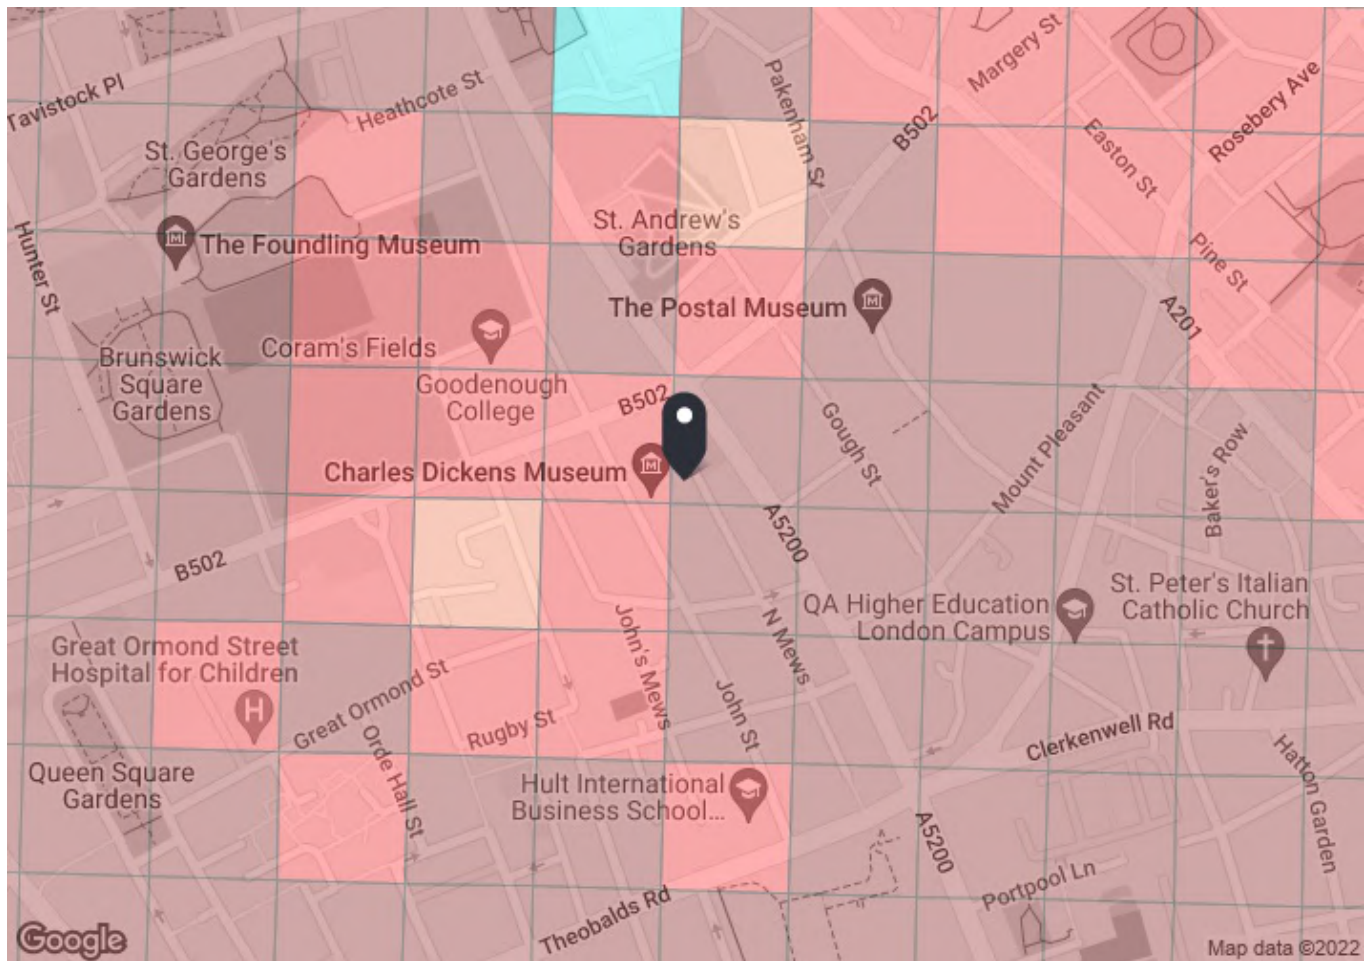 Tavistock Pl
Heathcote St
Pakenham St
Margery St
Rosebery Ave
B502
Easton St
St. George's
Gardens
Hunter St
The Foundling Museum
St. Andrew's
Gardens
Pine St
The Postal Museum
A201
Coram's Fields
Brunswick
Square
Gardens
Goodenough
College
B502
Gough St
Mount Pleasant
Baker's Row
Charles Dickens Museum
A5200
B502
QA Higher Education
London Campus
St. Peter's Italian
Catholic Church
Great Ormond Street
Hospital for Children
H
John's Mews
N Mews
Great Ormond St
Rugby St
John St
Orde Hall St
Clerkenwell Rd
Hatton Garden
Queen Square
Gardens
Hult International
Business School...
A5200
Portpool Ln
Theobalds Rd
Google
Map data ©2022